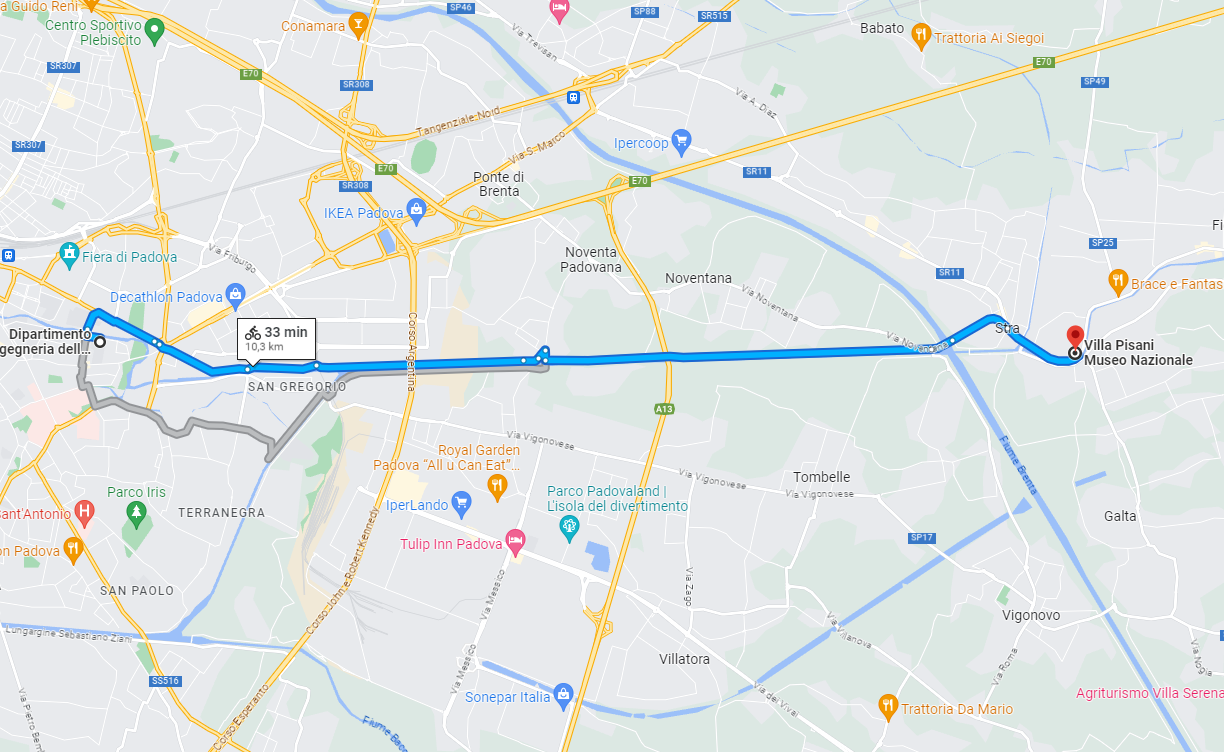 a Guido Reni
Centro Sportivo
Plebiscito
Conamara
SP46
SP88
SR515
Via Trevisan
Babato
Trattoria Ai Siegoi
SR307
E70
SR308
E70
SP49
Tangenziale Nord
Via A. Diaz
SR307
Via S. Marco
Ipercoop
E70
SR308
Ponte di
Brenta
E70
SR11
IKEA Padova
Fi
Fiera di Padova
Via Friburgo
Noventa
Padovana
Noventana
SP25
SR11
Brace e Fantas
Decathlon Padova
Via Noventana
33 min
10,3 km
Corso Argentina
Dipartimento
gegneria dell...
Via Noventana
Stra
Villa Pisani
Museo Nazionale
SAN GREGORIO
A13
Via Vigonovese
Royal Garden
Padova “All u Can Eat”...
Fiume Brenta
Via Vigonovese
Tombelle
Via Vigonovese
Parco Iris
IperLando
Parco Padovaland |
L'isola del divertimento
Sant'Antonio
TERRANEGRA
Galta
Tulip Inn Padova
SP17
on Padova
Corso John e Robert Kennedy
Via Messico
Via Zago
SAN PAOLO
Vigonovo
Lungargine Sebastiano Ziani
Via Vilanova
Via Messico
Villatora
Via Roma
Via Nogia
SS516
Via Pietro Bem
Corso Esperanto
Sonepar Italia
Via dei Vivai
Agriturismo Villa Serena
Fiume Bacc
Trattoria Da Mario